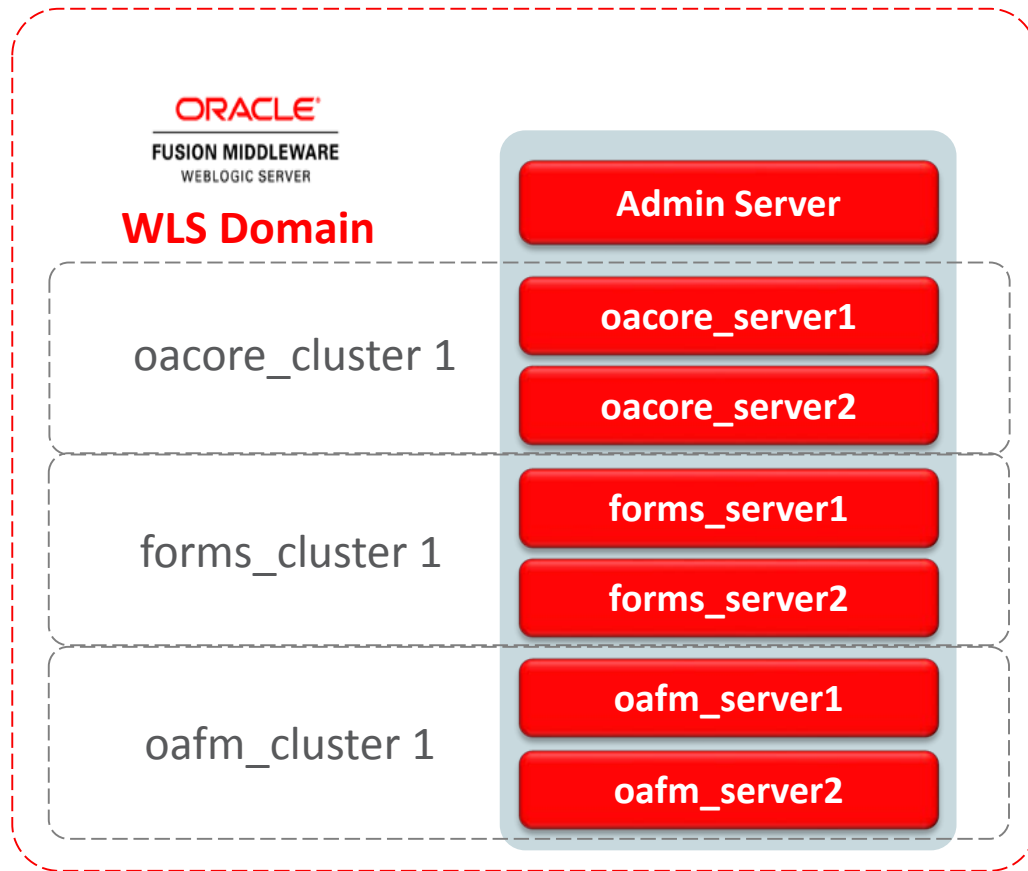 ORACLE®
FUSION MIDDLEWARE
WEBLOGIC SERVER
WLS Domain
Admin Server
oacore_cluster 1
oacore_server1
oacore_server2
forms_cluster 1
forms_server1
forms_server2
oafm_cluster 1
oafm_server1
oafm_server2